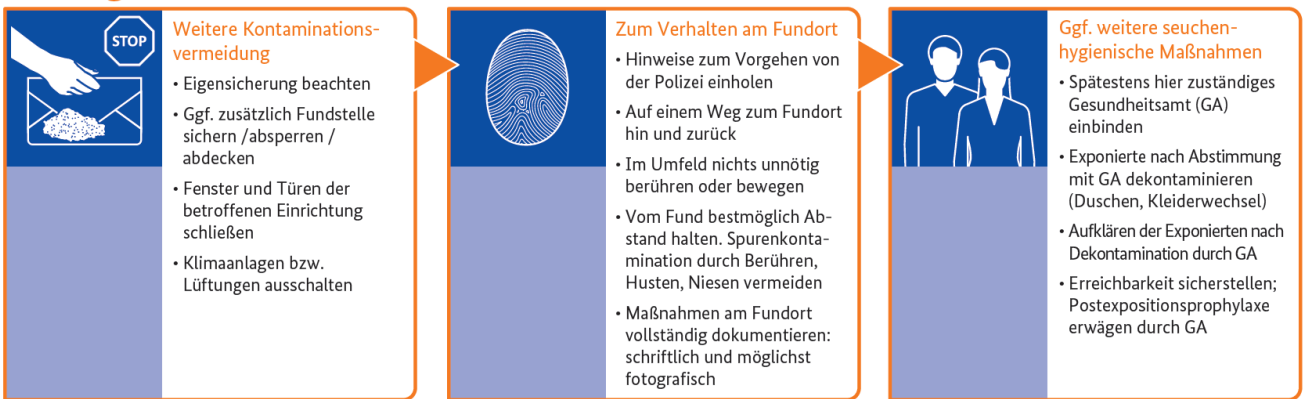 STOP
Weitere Kontaminations-
vermeidung
• Eigensicherung beachten
• Ggf. zusätzlich Fundstelle
sichern /absperren /
abdecken
• Fenster und Türen der
betroffenen Einrichtung
schließen
• Klimaanlagen bzw.
Lüftungen ausschalten
Zum Verhalten am Fundort
• Hinweise zum Vorgehen von
der Polizei einholen
• Auf einem Weg zum Fundort
hin und zurück
• Im Umfeld nichts unnötig
berühren oder bewegen
• Vom Fund bestmöglich Ab-
stand halten. Spurenkonta-
mination durch Berühren,
Husten, Niesen vermeiden
• Maßnahmen am Fundort
vollständig dokumentieren:
schriftlich und möglichst
fotografisch
Ggf. weitere seuchen-
hygienische Maßnahmen
• Spätestens hier zuständiges
Gesundheitsamt (GA)
einbinden
• Exponierte nach Abstimmung
mit GA dekontaminieren
(Duschen, Kleiderwechsel)
• Aufklären der Exponierten nach
Dekontamination durch GA
• Erreichbarkeit sicherstellen;
Postexpositionsprophylaxe
erwägen durch GA